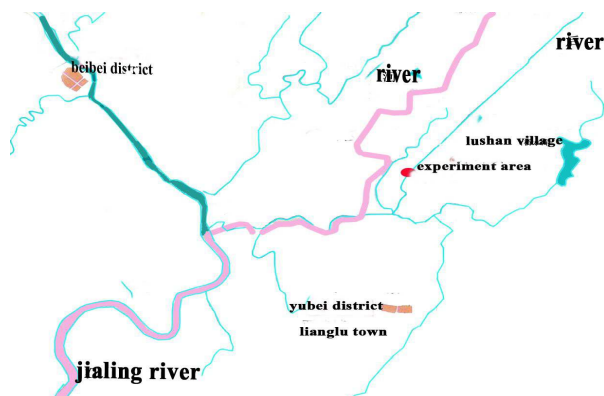 river
beibei district
river
lushan village
experiment area
yubei district
lianglu town
jialing river